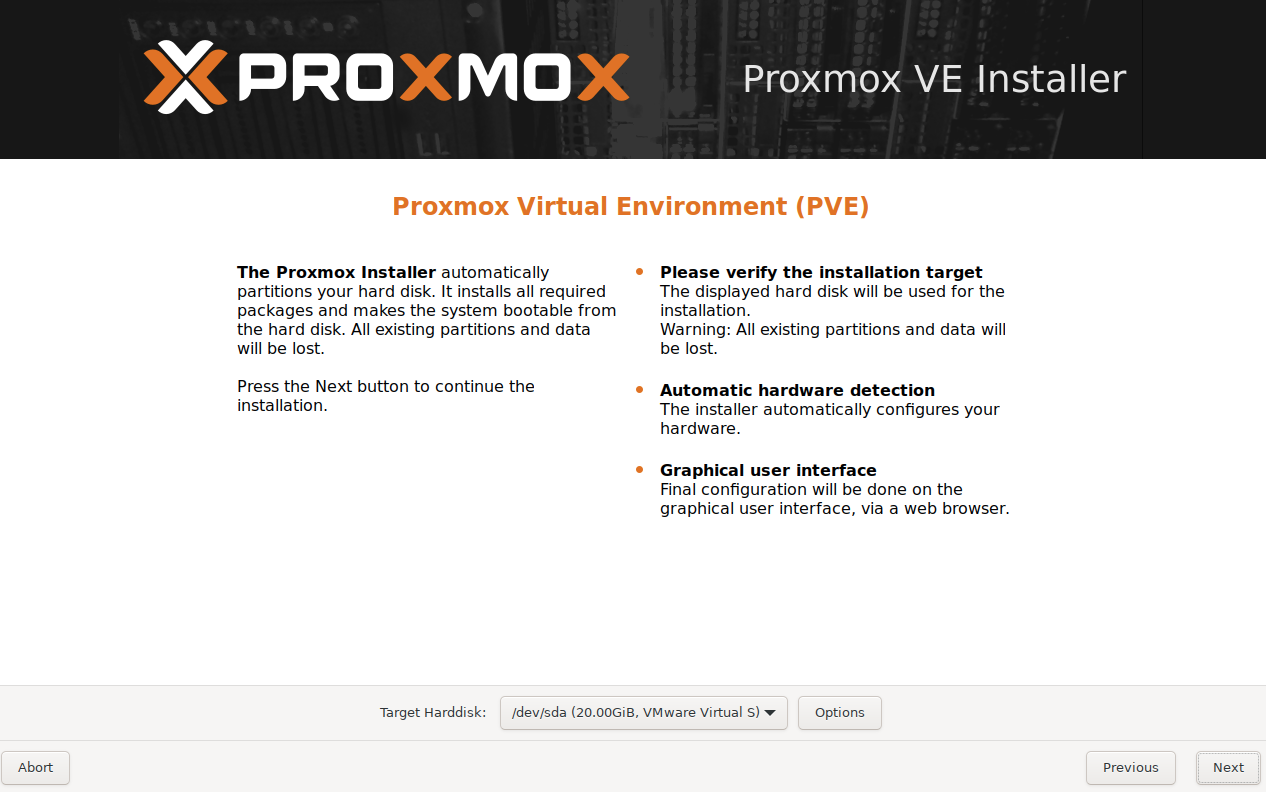 PROXMOX
Proxmox VE Installer
Proxmox Virtual Environment (PVE)
The Proxmox Installer automatically
partitions your hard disk. It installs all required
packages and makes the system bootable from
the hard disk. All existing partitions and data
will be lost.
Press the Next button to continue the
installation.
Please verify the installation target
The displayed hard disk will be used for the
installation.
Warning: All existing partitions and data will
be lost.
Automatic hardware detection
The installer automatically configures your
hardware.
Graphical user interface
Final configuration will be done on the
graphical user interface, via a web browser.
Target Harddisk: /dev/sda (20.00GiB, VMware Virtual S) Options
Abort Previous Next